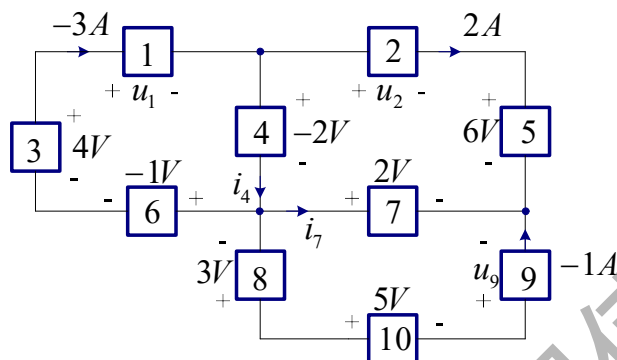 −3A
1
2
2A
+ u₁ -
+ u₂ -
3
+
4V
-
4
+
−2V
-
+
6V
-
5
−1V
- 6 +
i₄
i₇
2V
+ 7 -
-
3V
+
8
-
u₉
+
9
−1A
5V
+ 10 -